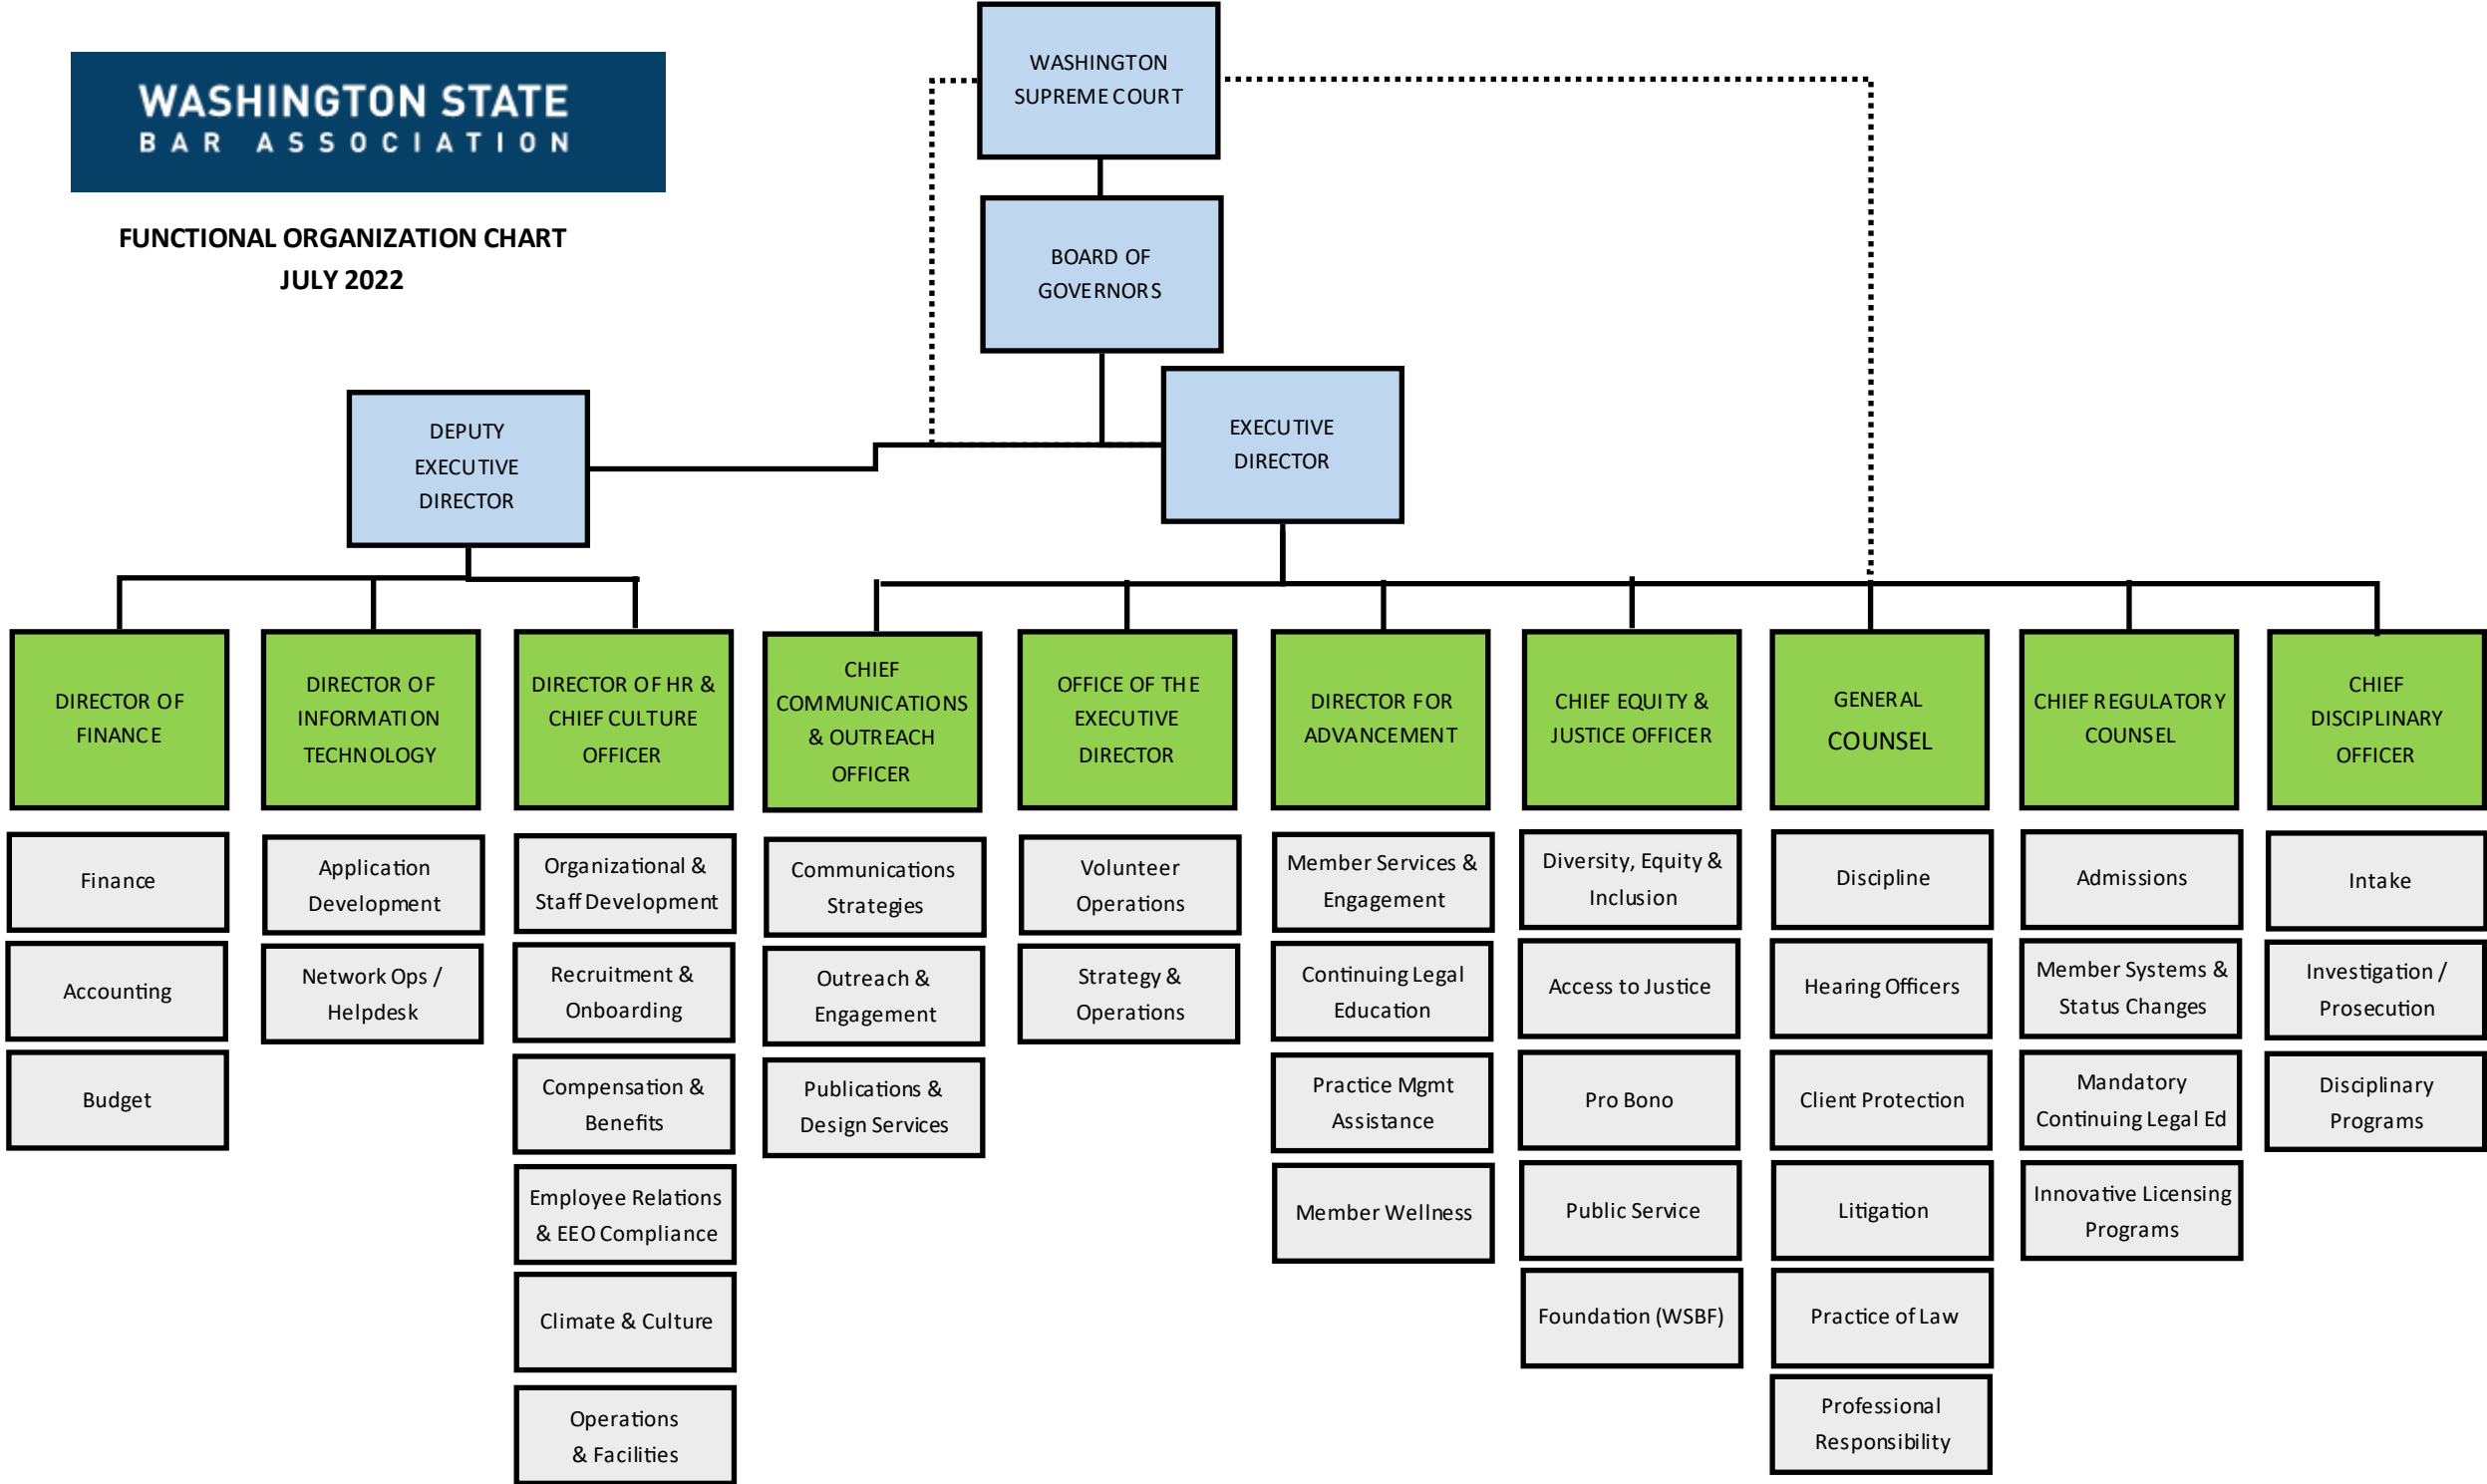 WASHINGTON STATE
BAR ASSOCIATION
FUNCTIONAL ORGANIZATION CHART
JULY 2022
WASHINGTON
SUPREME COURT
BOARD OF
GOVERNORS
DEPUTY
EXECUTIVE
DIRECTOR
EXECUTIVE
DIRECTOR
DIRECTOR OF
FINANCE
Finance
Accounting
Budget
DIRECTOR OF
INFORMATION
TECHNOLOGY
Application
Development
Network Ops /
Helpdesk
DIRECTOR OF HR &
CHIEF CULTURE
OFFICER
Organizational &
Staff Development
Recruitment &
Onboarding
Compensation &
Benefits
Employee Relations
& EEO Compliance
Climate & Culture
Operations
& Facilities
CHIEF
COMMUNICATIONS
& OUTREACH
OFFICER
Communications
Strategies
Outreach &
Engagement
Publications &
Design Services
OFFICE OF THE
EXECUTIVE
DIRECTOR
Volunteer
Operations
Strategy &
Operations
DIRECTOR FOR
ADVANCEMENT
Member Services &
Engagement
Continuing Legal
Education
Practice Mgmt
Assistance
Member Wellness
CHIEF EQUITY &
JUSTICE OFFICER
Diversity, Equity &
Inclusion
Access to Justice
Pro Bono
Public Service
Foundation (WSBF)
GENERAL
COUNSEL
Discipline
Hearing Officers
Client Protection
Litigation
Practice of Law
Professional
Responsibility
CHIEF REGULATORY
COUNSEL
Admissions
Member Systems &
Status Changes
Mandatory
Continuing Legal Ed
Innovative Licensing
Programs
CHIEF
DISCIPLINARY
OFFICER
Intake
Investigation /
Prosecution
Disciplinary
Programs